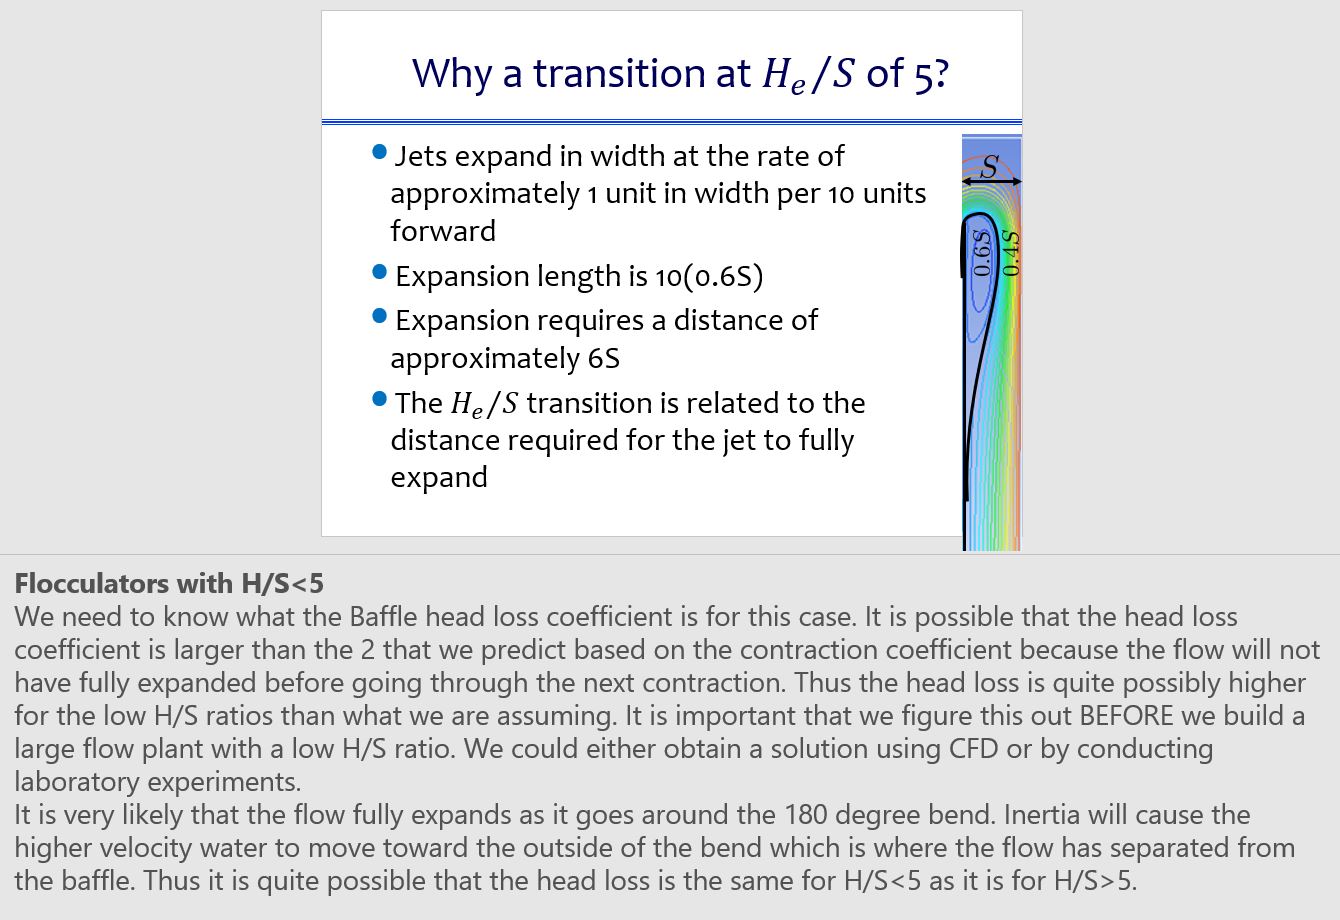 Why a transition at Hₑ/S of 5?
Jets expand in width at the rate of
approximately 1 unit in width per 10 units
forward
Expansion length is 10(0.6S)
Expansion requires a distance of
approximately 6S
The Hₑ/S transition is related to the
distance required for the jet to fully
expand
S
0.6S
0.4S
Flocculators with H/S<5
We need to know what the Baffle head loss coefficient is for this case. It is possible that the head loss
coefficient is larger than the 2 that we predict based on the contraction coefficient because the flow will not
have fully expanded before going through the next contraction. Thus the head loss is quite possibly higher
for the low H/S ratios than what we are assuming. It is important that we figure this out BEFORE we build a
large flow plant with a low H/S ratio. We could either obtain a solution using CFD or by conducting
laboratory experiments.
It is very likely that the flow fully expands as it goes around the 180 degree bend. Inertia will cause the
higher velocity water to move toward the outside of the bend which is where the flow has separated from
the baffle. Thus it is quite possible that the head loss is the same for H/S<5 as it is for H/S>5.